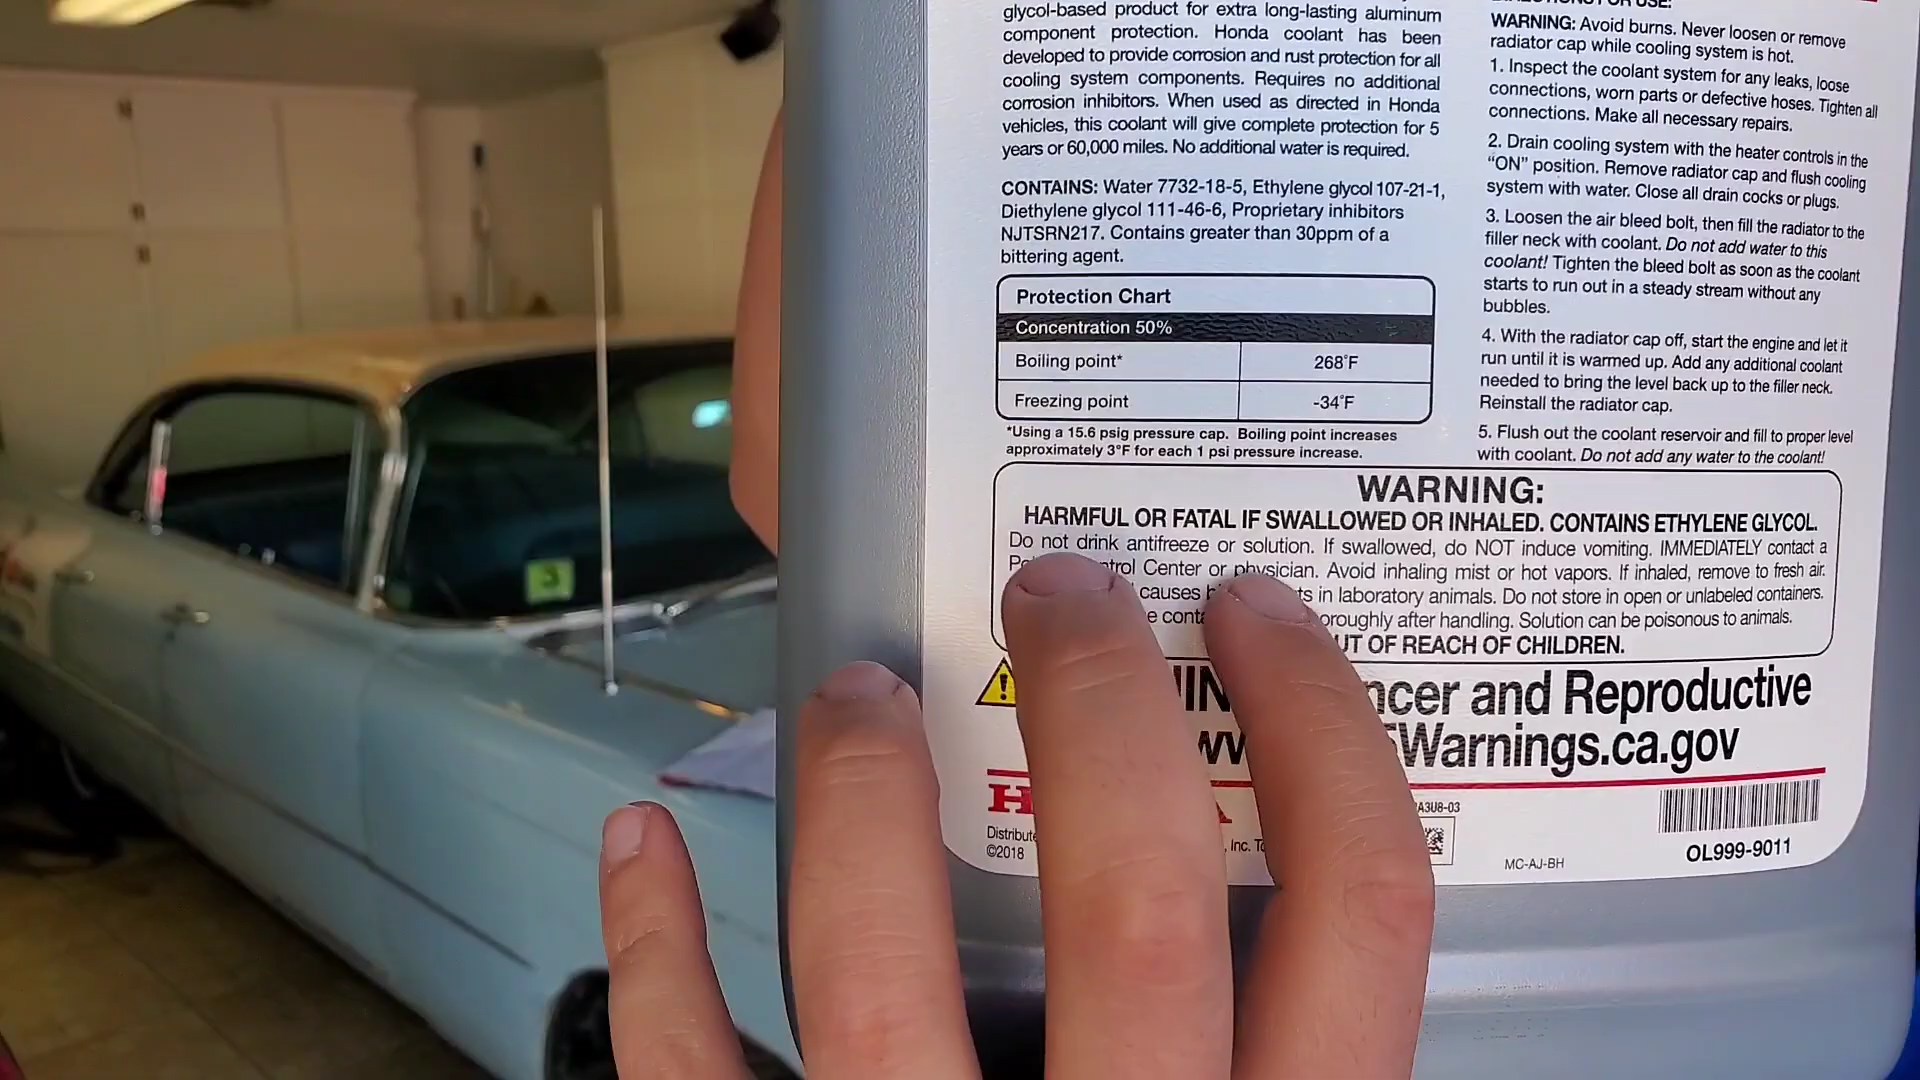 glycol-based product for extra long-lasting aluminum
component protection. Honda coolant has been
developed to provide corrosion and rust protection for all
cooling system components. Requires no additional
corrosion inhibitors. When used as directed in Honda
vehicles, this coolant will give complete protection for 5
years or 60,000 miles. No additional water is required.
CONTAINS: Water 7732-18-5, Ethylene glycol 107-21-1,
Diethylene glycol 111-46-6, Proprietary inhibitors
NJTSRN217. Contains greater than 30ppm of a
bittering agent.
Protection Chart
Concentration 50%
Boiling point* 268°F
Freezing point -34°F
*Using a 15.6 psig pressure cap. Boiling point increases
approximately 3°F for each 1 psi pressure increase.
FOR USE:
WARNING: Avoid burns. Never loosen or remove
radiator cap while cooling system is hot.
1. Inspect the coolant system for any leaks, loose
connections, worn parts or defective hoses. Tighten all
connections. Make all necessary repairs.
2. Drain cooling system with the heater controls in the
“ON” position. Remove radiator cap and flush cooling
system with water. Close all drain cocks or plugs.
3. Loosen the air bleed bolt, then fill the radiator to the
filler neck with coolant. Do not add water to this
coolant! Tighten the bleed bolt as soon as the coolant
starts to run out in a steady stream without any
bubbles.
4. With the radiator cap off, start the engine and let it
run until it is warmed up. Add any additional coolant
needed to bring the level back up to the filler neck.
Reinstall the radiator cap.
5. Flush out the coolant reservoir and fill to proper level
with coolant. Do not add any water to the coolant!
WARNING:
HARMFUL OR FATAL IF SWALLOWED OR INHALED. CONTAINS ETHYLENE GLYCOL.
Do not drink antifreeze or solution. If swallowed, do NOT induce vomiting. IMMEDIATELY contact a
Center or physician. Avoid inhaling mist or hot vapors. If inhaled, remove to fresh air.
causes in laboratory animals. Do not store in open or unlabeled containers.
after handling. Solution can be poisonous to animals.
OF REACH OF CHILDREN.
and Reproductive
Warnings.ca.gov
©2018
Inc.
A3U8-03
MC-AJ-BH
OL999-9011